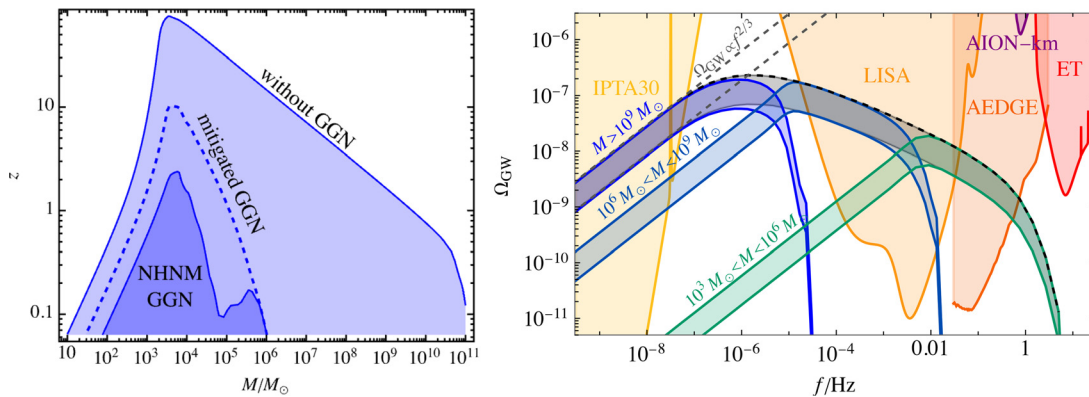 10
1
0.1
z
without GGN
mitigated GGN
NHNM
GGN
10 10² 10³ 10⁴ 10⁵ 10⁶ 10⁷ 10⁸ 10⁹ 10¹⁰ 10¹¹
M/M☉
10⁻⁶
10⁻⁷
10⁻⁸
10⁻⁹
10⁻¹⁰
10⁻¹¹
Ω_GW
IPTA30
Ω_GW∝f^2/3
LISA
AION-km
ET
AEDGE
M>10⁹ M☉
10⁶ M☉<M<10⁹ M☉
10³ M☉<M<10⁶ M☉
10⁻⁸ 10⁻⁶ 10⁻⁴ 0.01 1
f/Hz